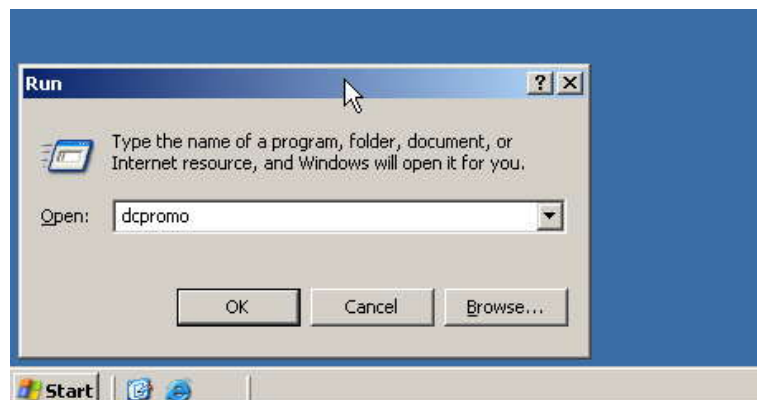 Run
Type the name of a program, folder, document, or
Internet resource, and Windows will open it for you.
Open: dcpromo
OK Cancel Browse...
Start